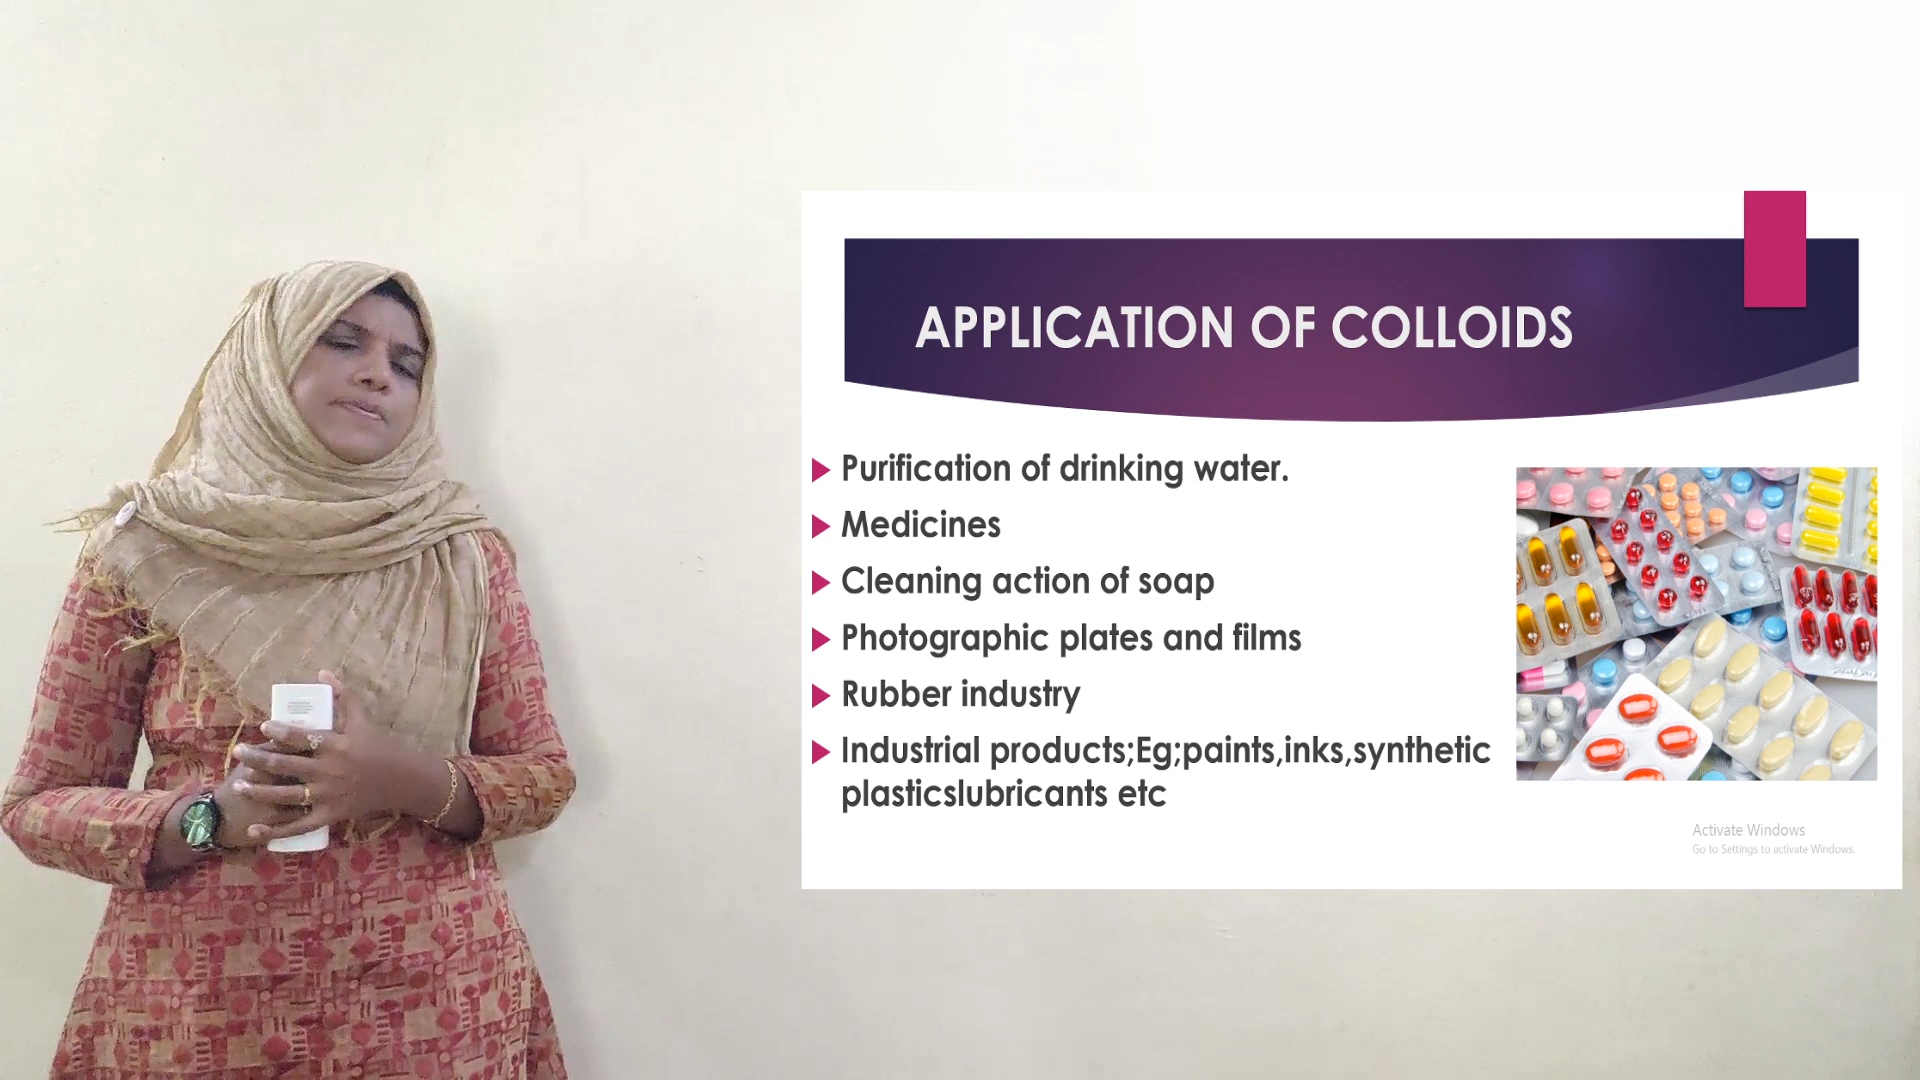 APPLICATION OF COLLOIDS
Purification of drinking water.
Medicines
Cleaning action of soap
Photographic plates and films
Rubber industry
Industrial products;Eg;paints,inks,synthetic
plasticslubricants etc
Activate Windows
Go to Settings to activate Windows.